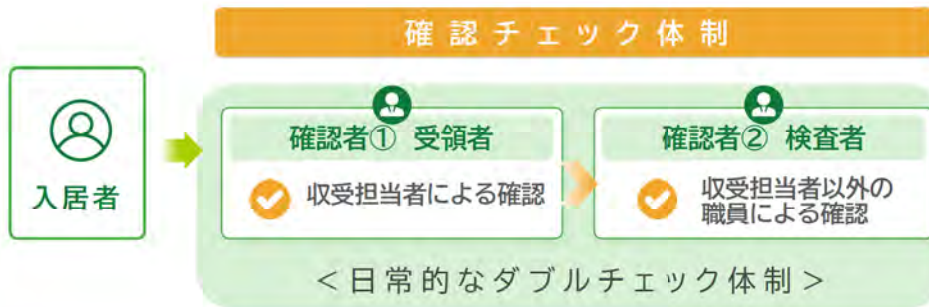 確認チェック体制
入居者
確認者① 受領者
収受担当者による確認
確認者② 検査者
収受担当者以外の
職員による確認
＜日常的なダブルチェック体制＞